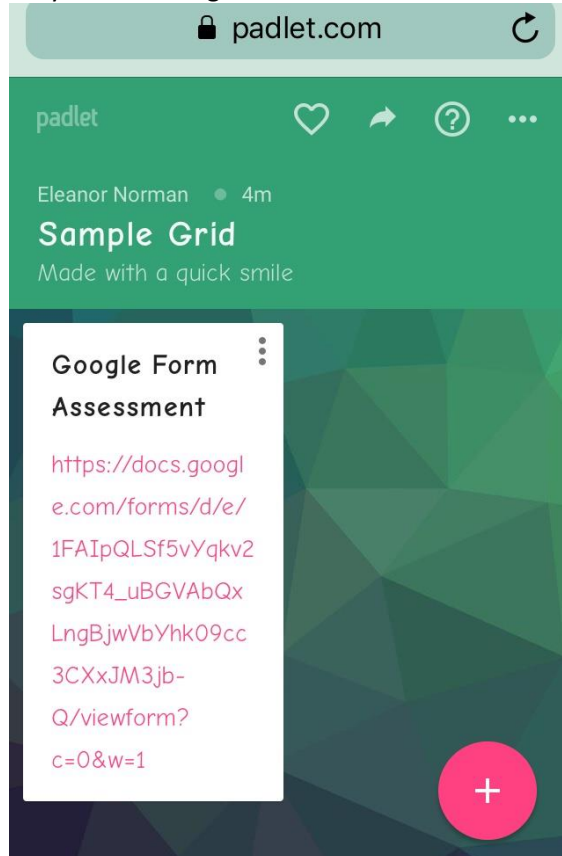 padlet.com
padlet
Eleanor Norman • 4m
Sample Grid
Made with a quick smile
Google Form
Assessment
https://docs.googl
e.com/forms/d/e/
1FAIpQLSf5vYqkv2
sgKT4_uBGVAbQx
LngBjwVbYhk09cc
3CXxJM3jb-
Q/viewform?
c=0&w=1